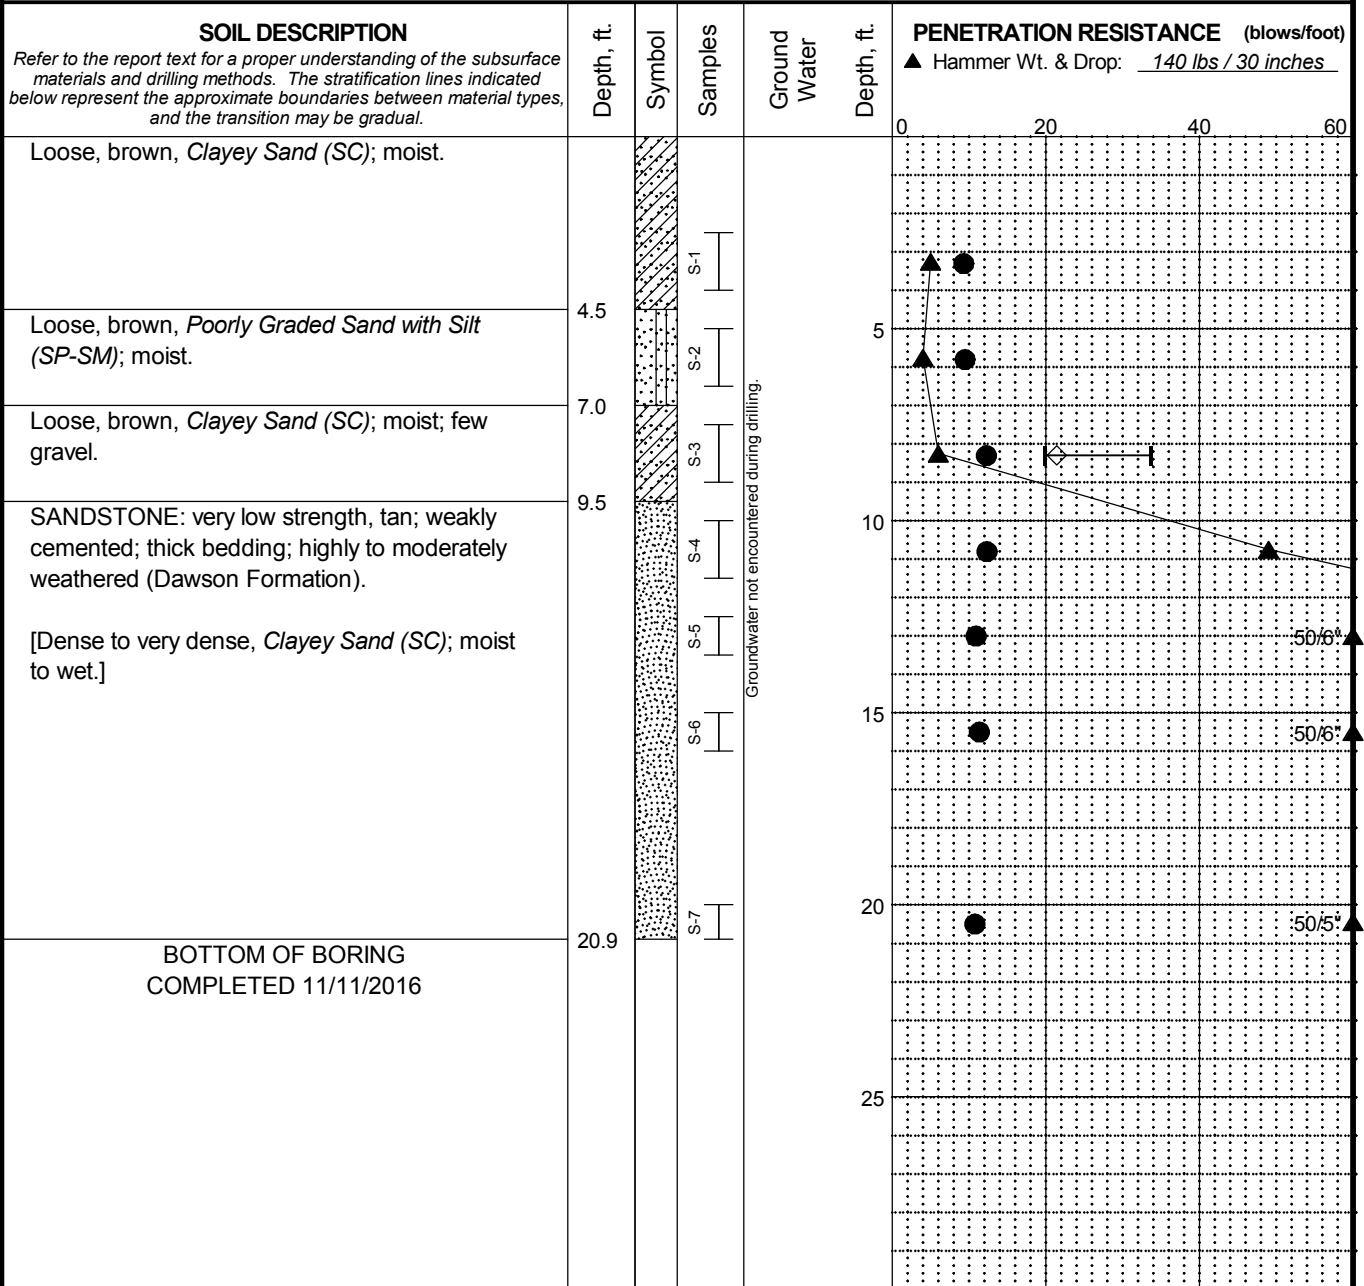 SOIL DESCRIPTION
Refer to the report text for a proper understanding of the subsurface
materials and drilling methods. The stratification lines indicated
below represent the approximate boundaries between material types,
and the transition may be gradual.
Depth, ft.
Symbol
Samples
Ground
Water
Depth, ft.
PENETRATION RESISTANCE (blows/foot)
▲ Hammer Wt. & Drop: 140 lbs / 30 inches
0 20 40 60
Loose, brown, Clayey Sand (SC); moist.
S-1
4.5
Loose, brown, Poorly Graded Sand with Silt
(SP-SM); moist.
S-2
5
7.0
Loose, brown, Clayey Sand (SC); moist; few
gravel.
S-3
9.5
SANDSTONE: very low strength, tan; weakly
cemented; thick bedding; highly to moderately
weathered (Dawson Formation).
[Dense to very dense, Clayey Sand (SC); moist
to wet.]
S-4
10
S-5
50/6"
Groundwater not encountered during drilling.
S-6
15
50/6"
S-7
20
50/5"
20.9
BOTTOM OF BORING
COMPLETED 11/11/2016
25